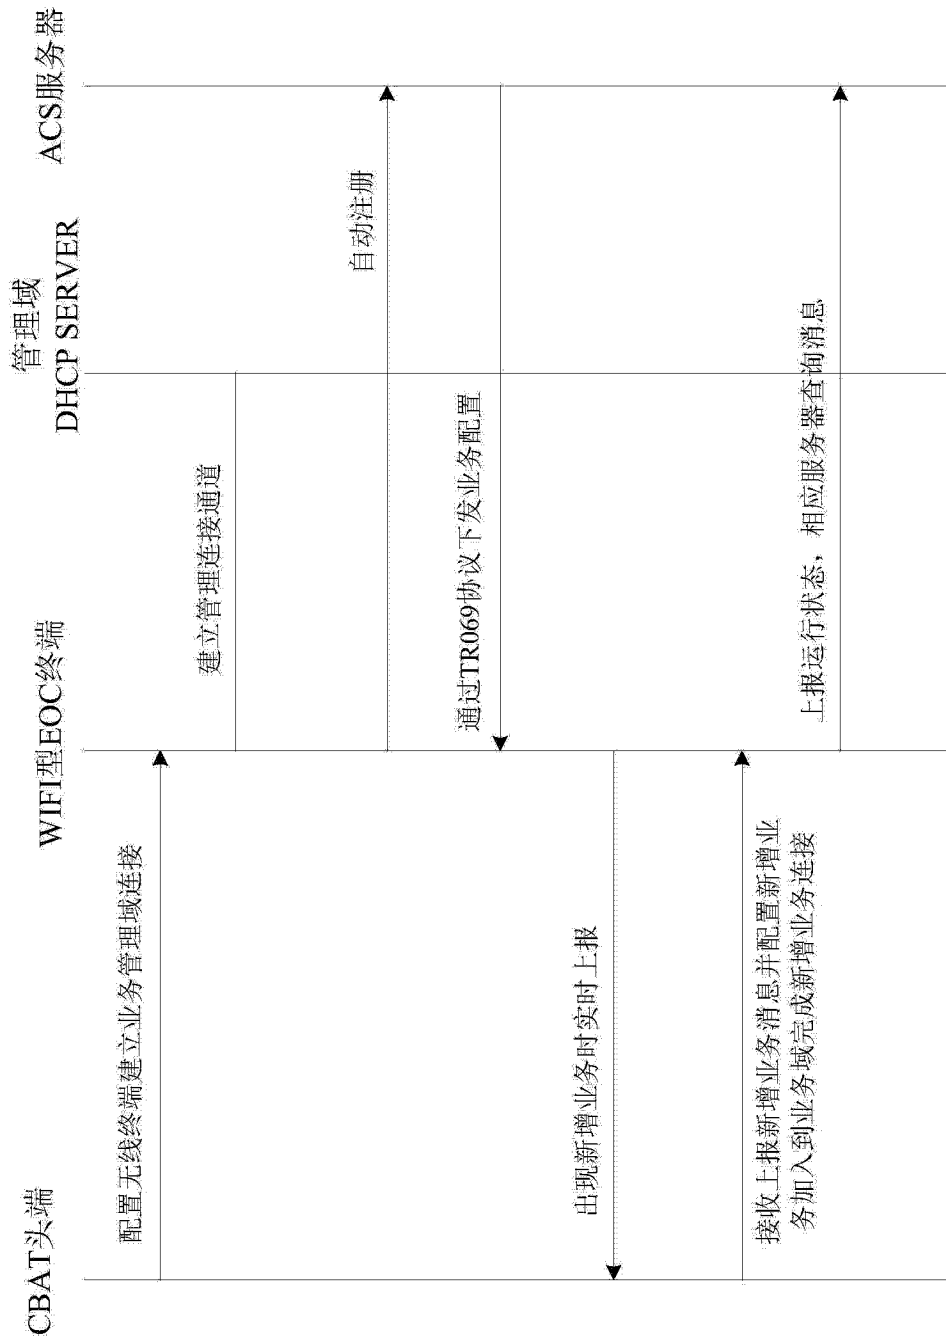 CBAT头端
WIFI型EOC终端
管理域
DHCP SERVER
ACS服务器
配置无线终端建立业务管理域连接
建立管理连接通道
自动注册
通过TR069协议下发业务配置
出现新增业务时实时上报
接收上报新增业务消息并配置新增业
务加入到业务域完成新增业务连接
上报运行状态，相应服务器查询消息